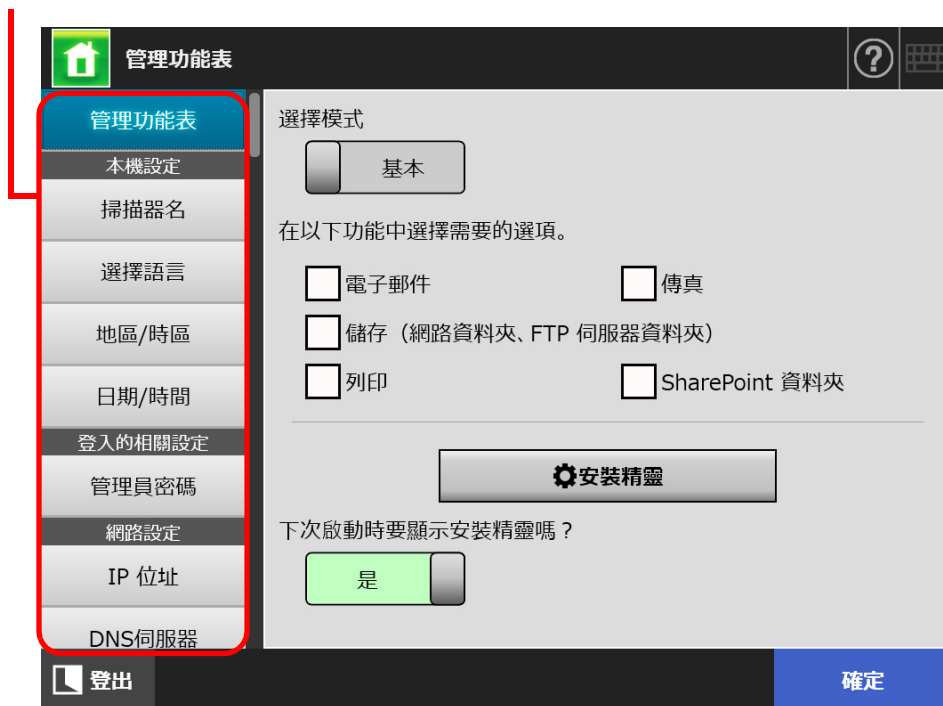 管理功能表
?
管理功能表
本機設定
掃描器名
選擇語言
地區/時區
日期/時間
登入的相關設定
管理員密碼
網路設定
IP 位址
DNS伺服器
選擇模式
基本
在以下功能中選擇需要的選項。
電子郵件
傳真
儲存（網路資料夾、FTP 伺服器資料夾）
列印
SharePoint 資料夾
安裝精靈
下次啟動時要顯示安裝精靈嗎？
是
登出
確定